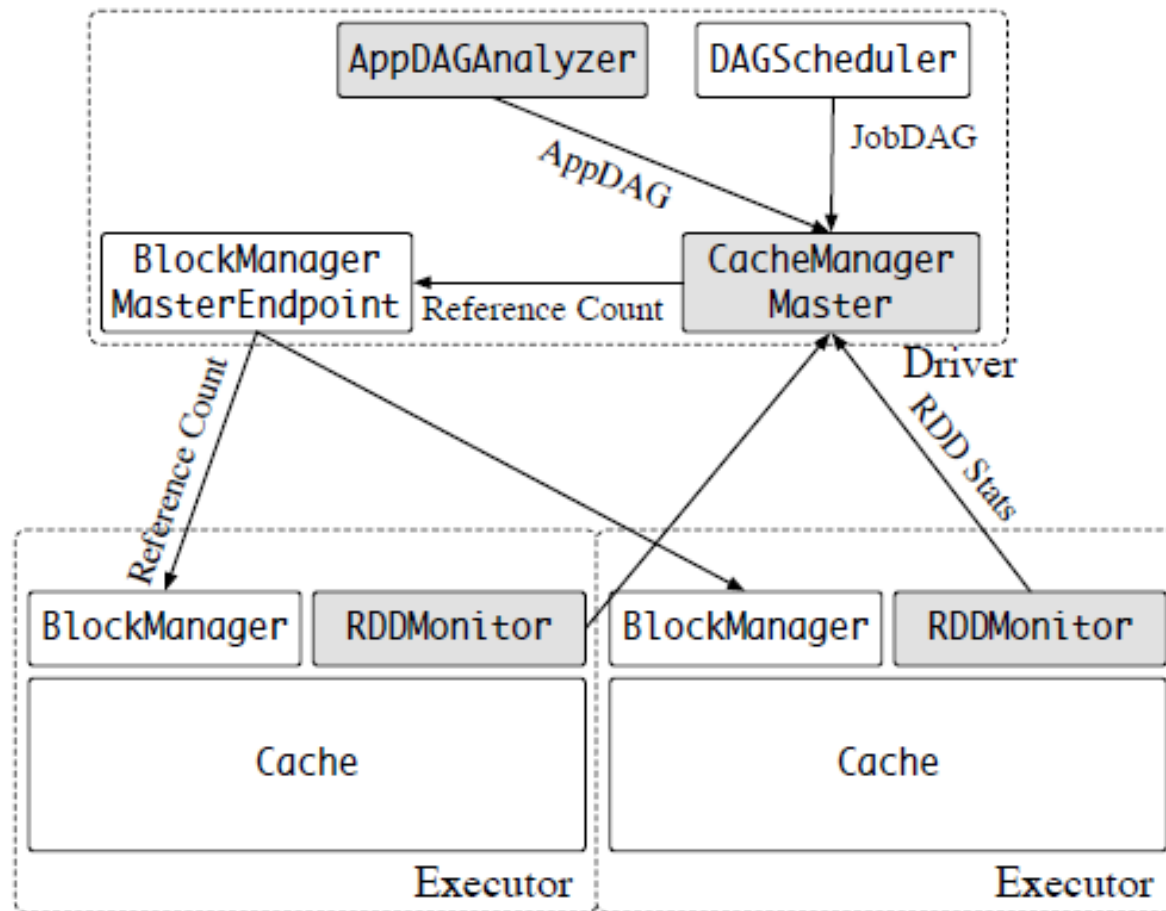 AppDAGAnalyzer
DAGScheduler
AppDAG
JobDAG
BlockManager
MasterEndpoint
Reference Count
CacheManager
Master
Driver
Reference Count
RDD Stats
BlockManager
RDDMonitor
BlockManager
RDDMonitor
Cache
Cache
Executor
Executor